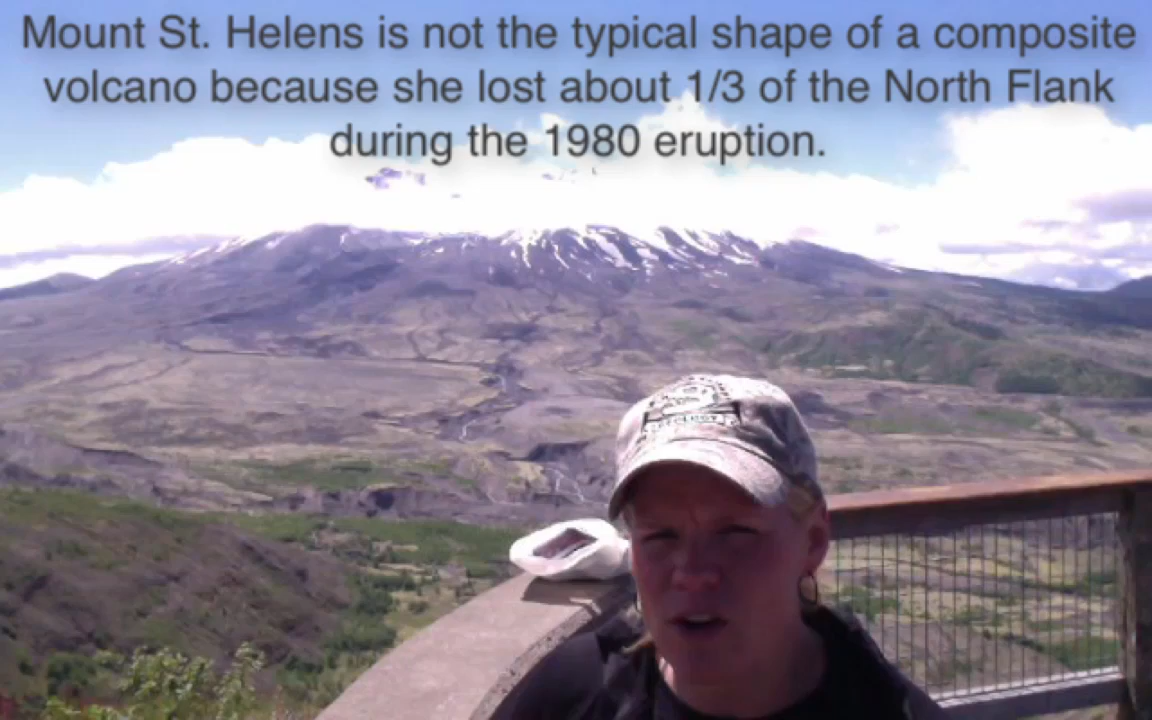 Mount St. Helens is not the typical shape of a composite
volcano because she lost about 1/3 of the North Flank
during the 1980 eruption.
GEOLOGY